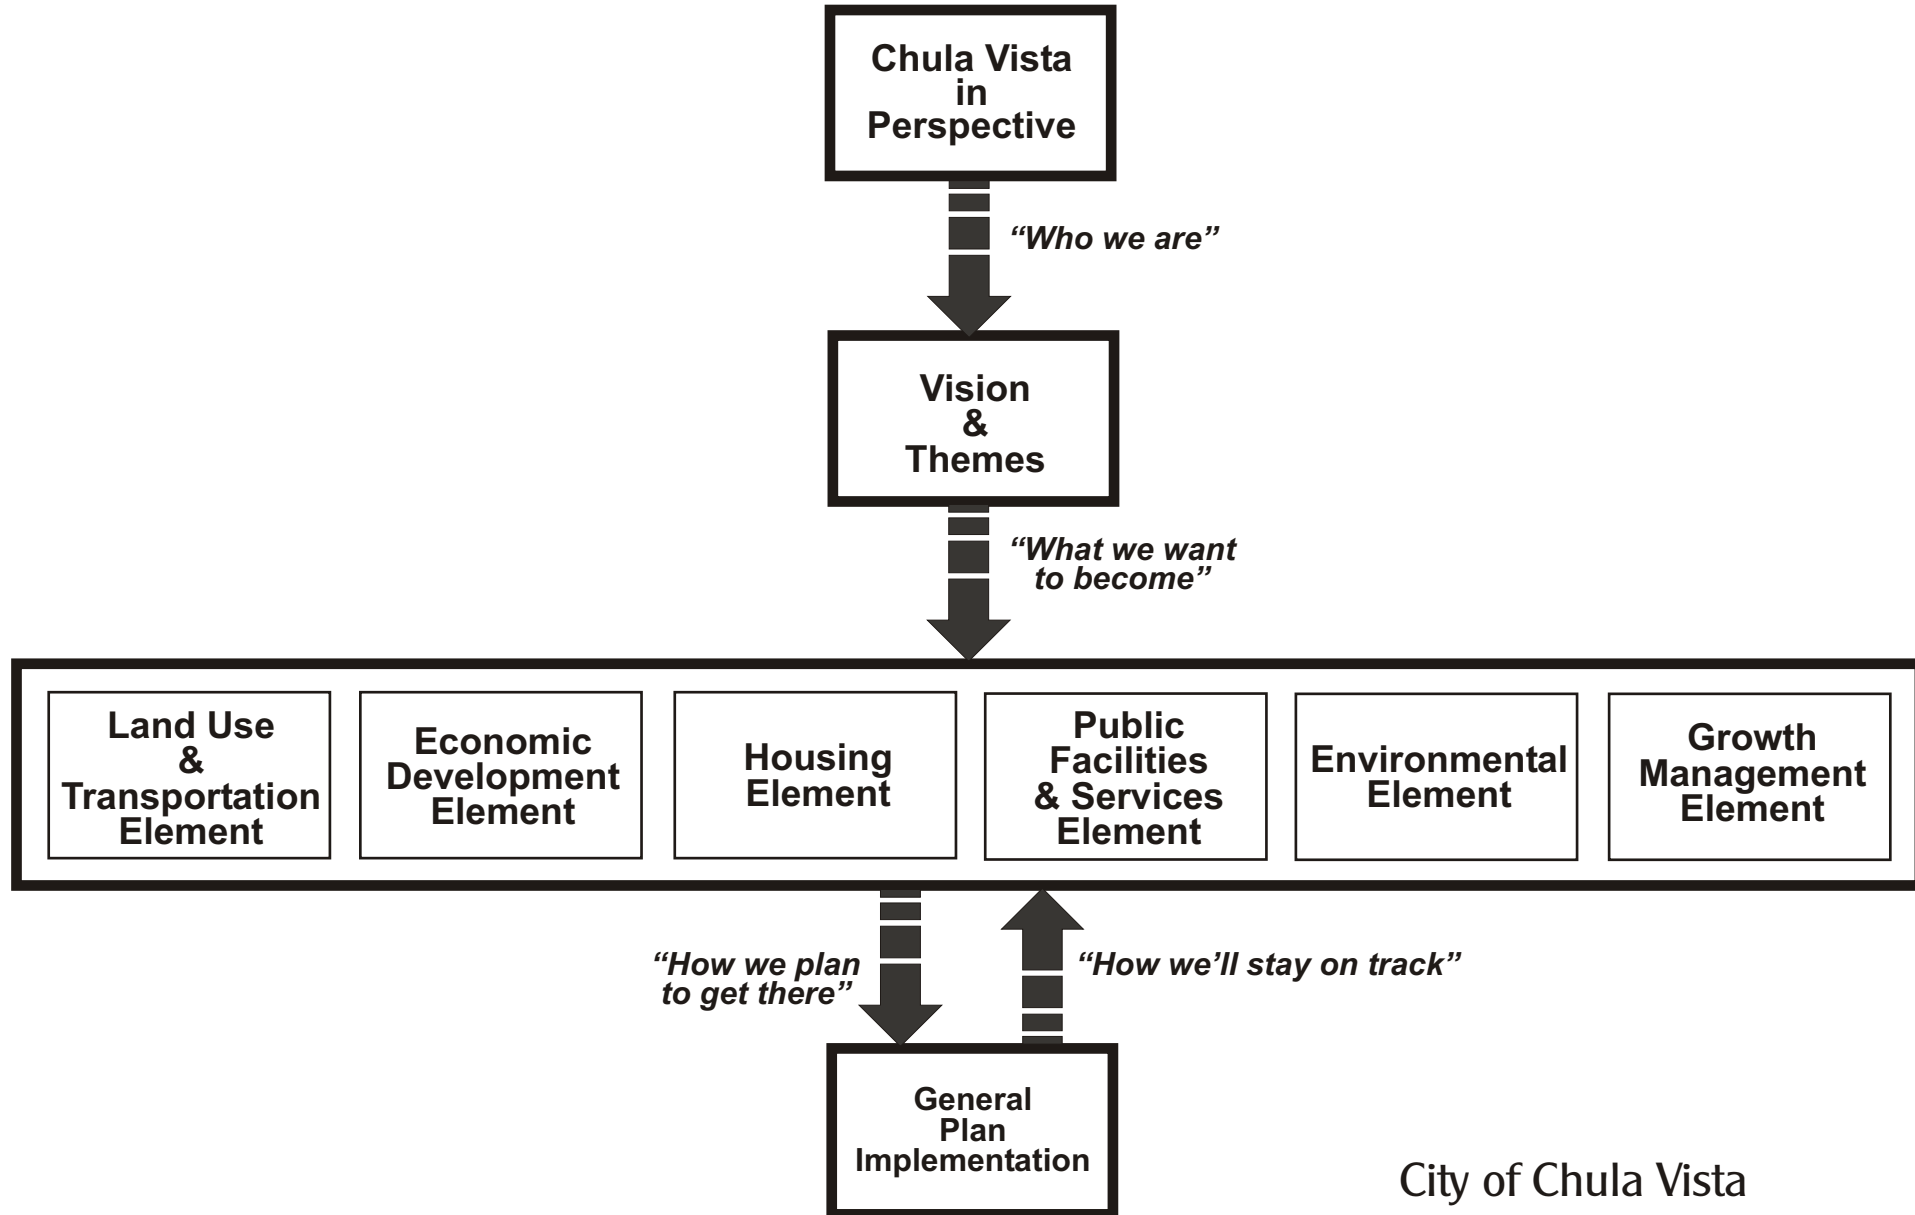 Chula Vista
in
Perspective
“Who we are”
Vision
&
Themes
“What we want
to become”
Land Use
&
Transportation
Element
Economic
Development
Element
Housing
Element
Public
Facilities
& Services
Element
Environmental
Element
Growth
Management
Element
“How we plan
to get there”
“How we’ll stay on track”
General
Plan
Implementation
City of Chula Vista